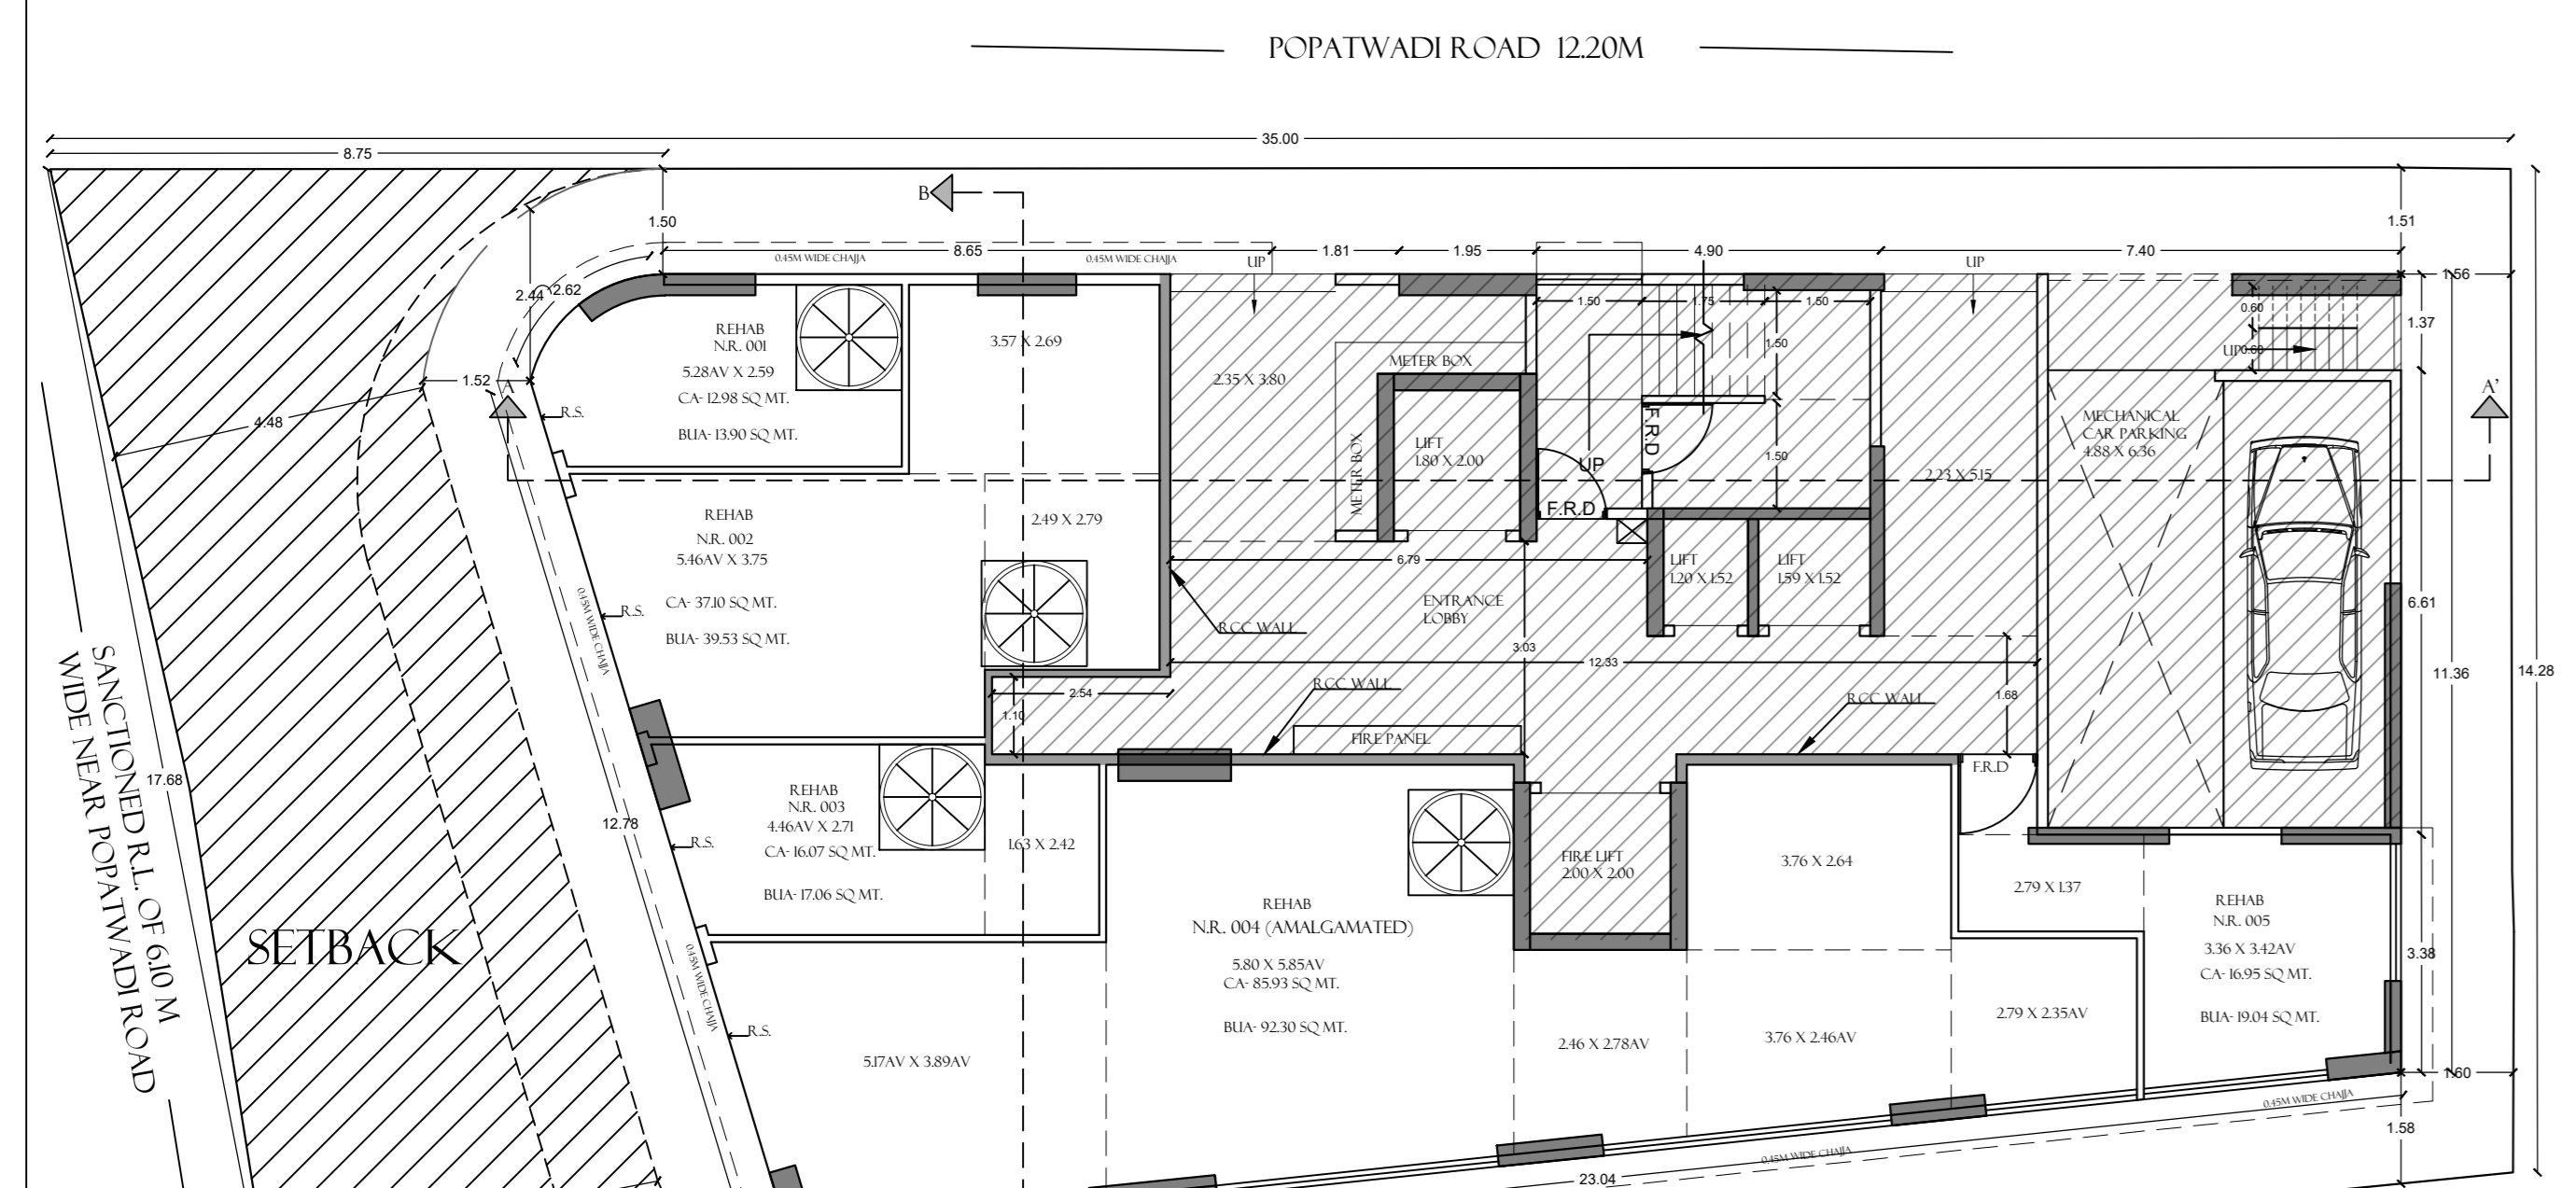 POPATWADI ROAD 12.20M
35.00
8.75
B
1.50
1.51
8.65
1.81
1.95
4.90
7.40
0.45M WIDE CHAJJA
0.45M WIDE CHAJJA
UP
UP
1.56
2.44
2.62
1.50
1.75
1.50
0.60
1.37
REHAB
N.R. 001
5.28AV X 2.59
CA- 12.98 SQ MT.
BUA- 13.90 SQ MT.
3.57 X 2.69
2.35 X 3.80
METER BOX
METER BOX
LIFT
1.80 X 2.00
1.50
1.50
F.R.D
UP
F.R.D
2.23 X 5.15
UP
0.60
MECHANICAL
CAR PARKING
4.88 X 6.36
A'
1.52
A
R.S.
4.48
REHAB
N.R. 002
5.46AV X 3.75
CA- 37.10 SQ MT.
BUA- 39.53 SQ MT.
2.49 X 2.79
R.S.
0.45M WIDE CHAJJA
6.79
LIFT
1.20 X 1.52
LIFT
1.59 X 1.52
ENTRANCE
LOBBY
RCC WALL
3.03
12.33
6.61
11.36
14.28
2.54
1.10
RCC WALL
RCC WALL
1.68
FIRE PANEL
F.R.D
SANCTIONED R.L. OF 6.10 M
WIDE NEAR POPATWADI ROAD
17.68
12.78
REHAB
N.R. 003
4.46AV X 2.71
CA- 16.07 SQ MT.
BUA- 17.06 SQ MT.
R.S.
1.63 X 2.42
FIRE LIFT
2.00 X 2.00
3.76 X 2.64
2.79 X 1.37
SETBACK
REHAB
N.R. 004 (AMALGAMATED)
5.80 X 5.85AV
CA- 85.93 SQ MT.
BUA- 92.30 SQ MT.
REHAB
N.R. 005
3.36 X 3.42AV
CA- 16.95 SQ MT.
BUA- 19.04 SQ MT.
3.38
0.45M WIDE CHAJJA
R.S.
5.17AV X 3.89AV
2.46 X 2.78AV
3.76 X 2.46AV
2.79 X 2.35AV
1.60
0.45M WIDE CHAJJA
1.58
0.45M WIDE CHAJJA
23.04